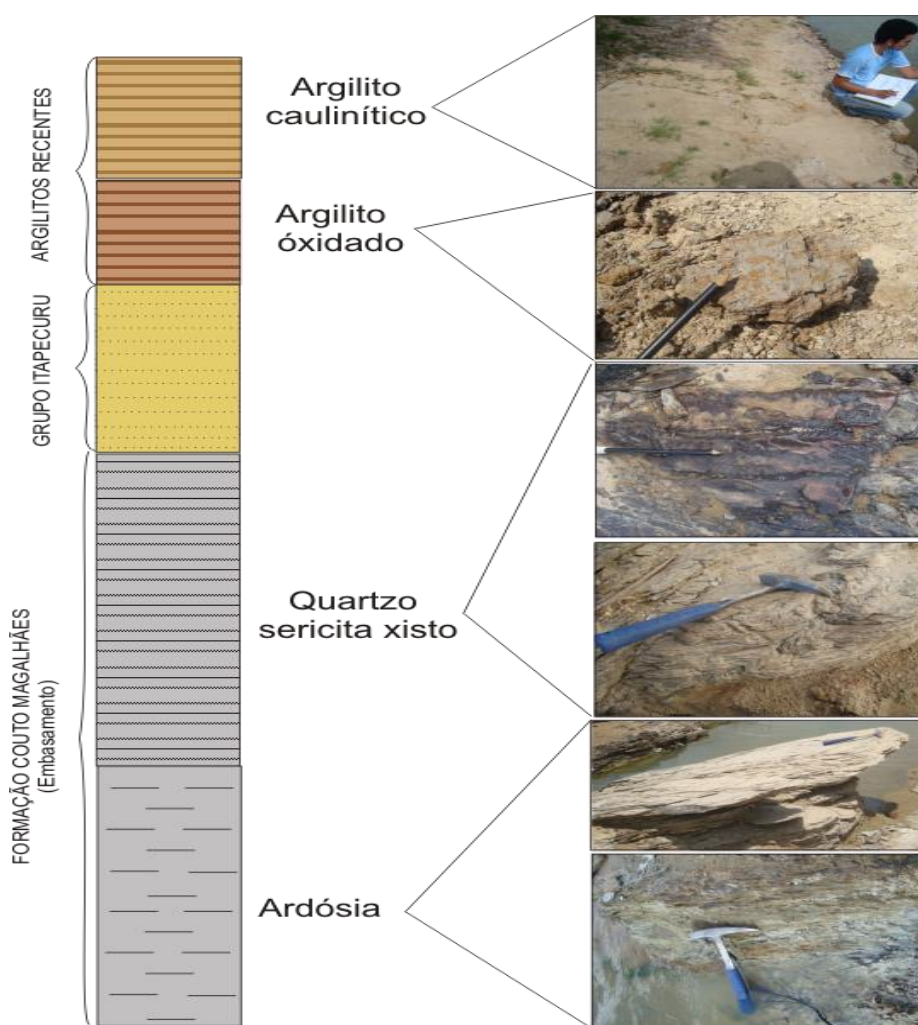 ARGILITOS RECENTES
Argilito
caulinítico
Argilito
óxidado
GRUPO ITAPECURU
FORMAÇÃO COUTO MAGALHÃES
(Embasamento)
Quartzo
sericita xisto
Ardósia